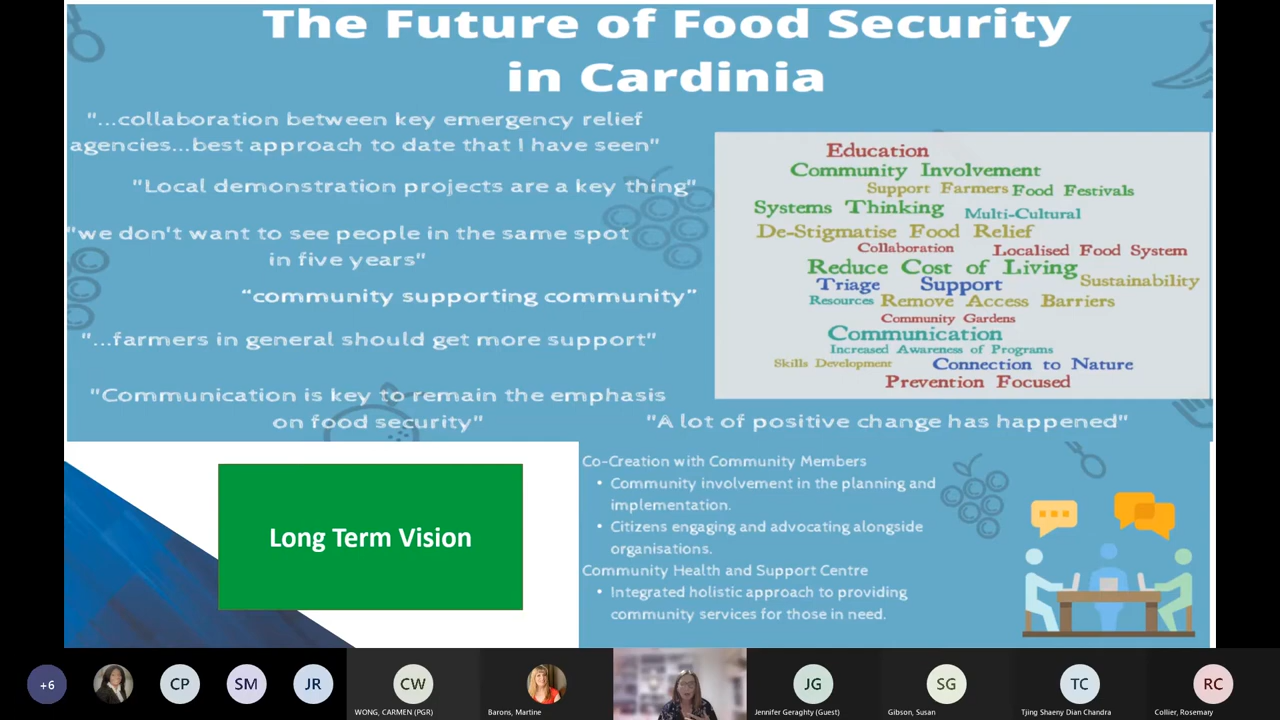 The Future of Food Security
in Cardinia
"...collaboration between key emergency relief
agencies...best approach to date that I have seen"
"Local demonstration projects are a key thing"
"we don't want to see people in the same spot
in five years"
“community supporting community”
"...farmers in general should get more support"
"Communication is key to remain the emphasis
on food security"
Education
Community Involvement
Support Farmers Food Festivals
Systems Thinking Multi-Cultural
De-Stigmatise Food Relief
Collaboration Localised Food System
Reduce Cost of Living
Triage Support Sustainability
Resources Remove Access Barriers
Community Gardens
Communication
Increased Awareness of Programs
Skills Development Connection to Nature
Prevention Focused
"A lot of positive change has happened"
Long Term Vision
Co-Creation with Community Members
• Community involvement in the planning and
implementation.
• Citizens engaging and advocating alongside
organisations.
Community Health and Support Centre
• Integrated holistic approach to providing
community services for those in need.
+6 CP SM JR CW JG SG TC RC
WONG, CARMEN (PGR) Barons, Martine Jennifer Geraghty (Guest) Gibson, Susan Tjing Shaeny Dian Chandra Collier, Rosemary